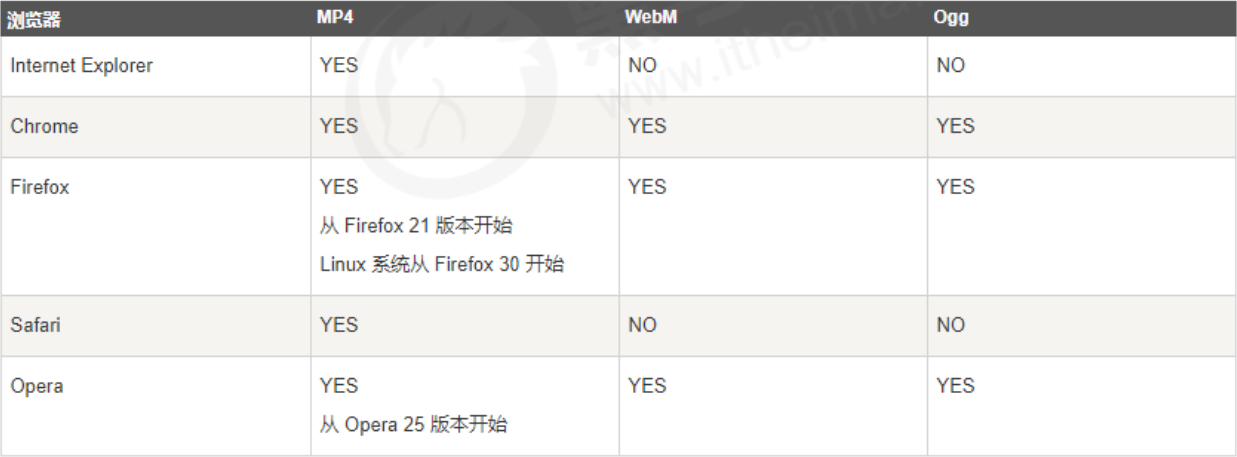 浏览器 MP4 WebM Ogg
Internet Explorer YES NO NO
Chrome YES YES YES
Firefox YES YES YES
从 Firefox 21 版本开始
Linux 系统从 Firefox 30 开始
Safari YES NO NO
Opera YES YES YES
从 Opera 25 版本开始
www.itheima